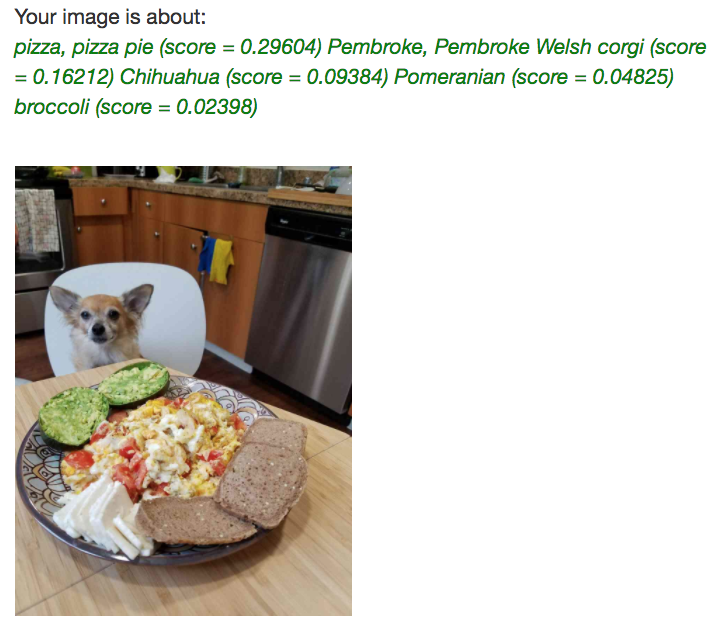 Your image is about:
pizza, pizza pie (score = 0.29604) Pembroke, Pembroke Welsh corgi (score
= 0.16212) Chihuahua (score = 0.09384) Pomeranian (score = 0.04825)
broccoli (score = 0.02398)